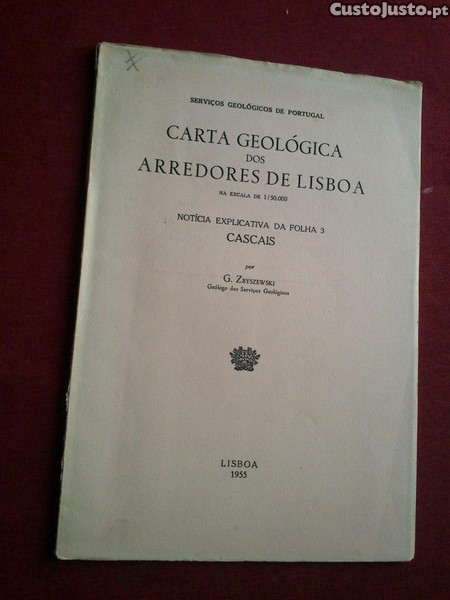 CustoJusto.pt
SERVIÇOS GEOLÓGICOS DE PORTUGAL
CARTA GEOLÓGICA
DOS
ARREDORES DE LISBOA
NA ESCALA DE 1/50.000
NOTÍCIA EXPLICATIVA DA FOLHA 3
CASCAIS
por
G. ZBYSZEWSKI
Geólogo dos Serviços Geológicos
LISBOA
1955